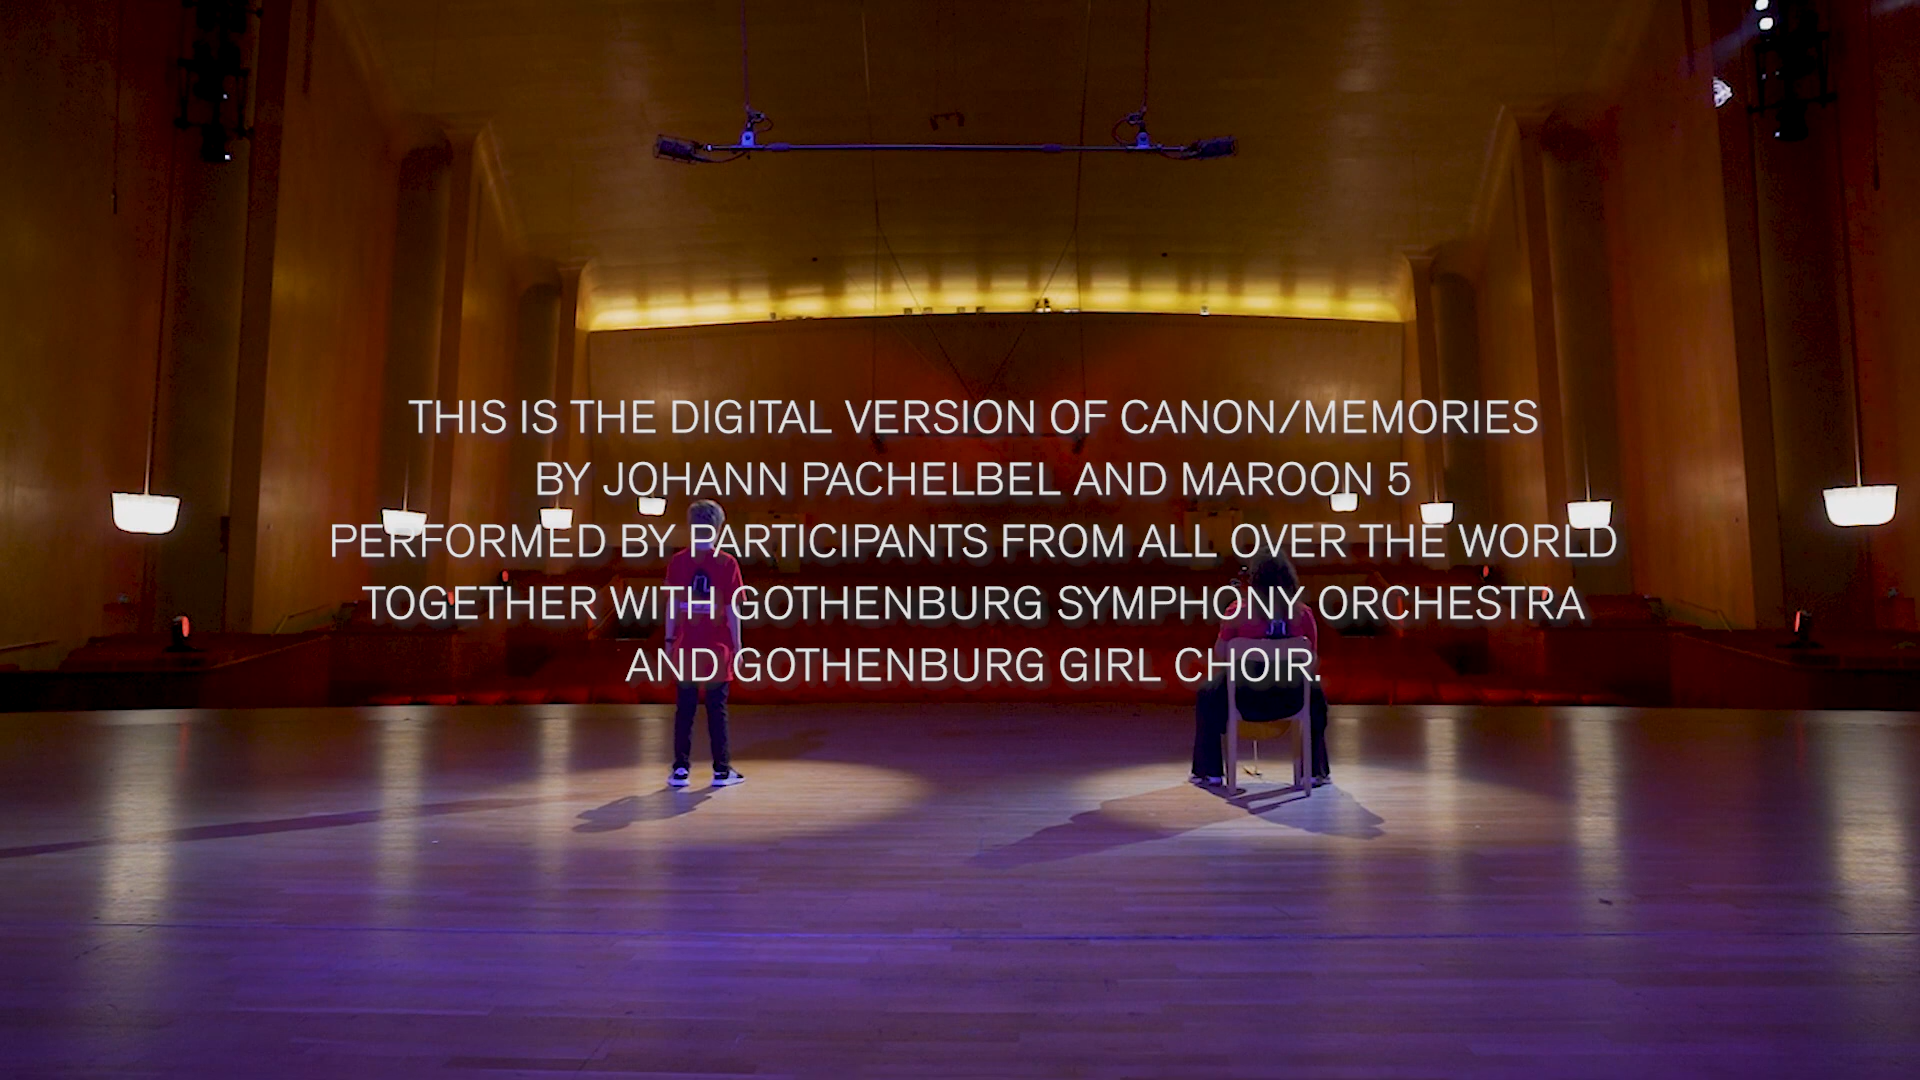 THIS IS THE DIGITAL VERSION OF CANON/MEMORIES
BY JOHANN PACHELBEL AND MAROON 5
PERFORMED BY PARTICIPANTS FROM ALL OVER THE WORLD
TOGETHER WITH GOTHENBURG SYMPHONY ORCHESTRA
AND GOTHENBURG GIRL CHOIR.